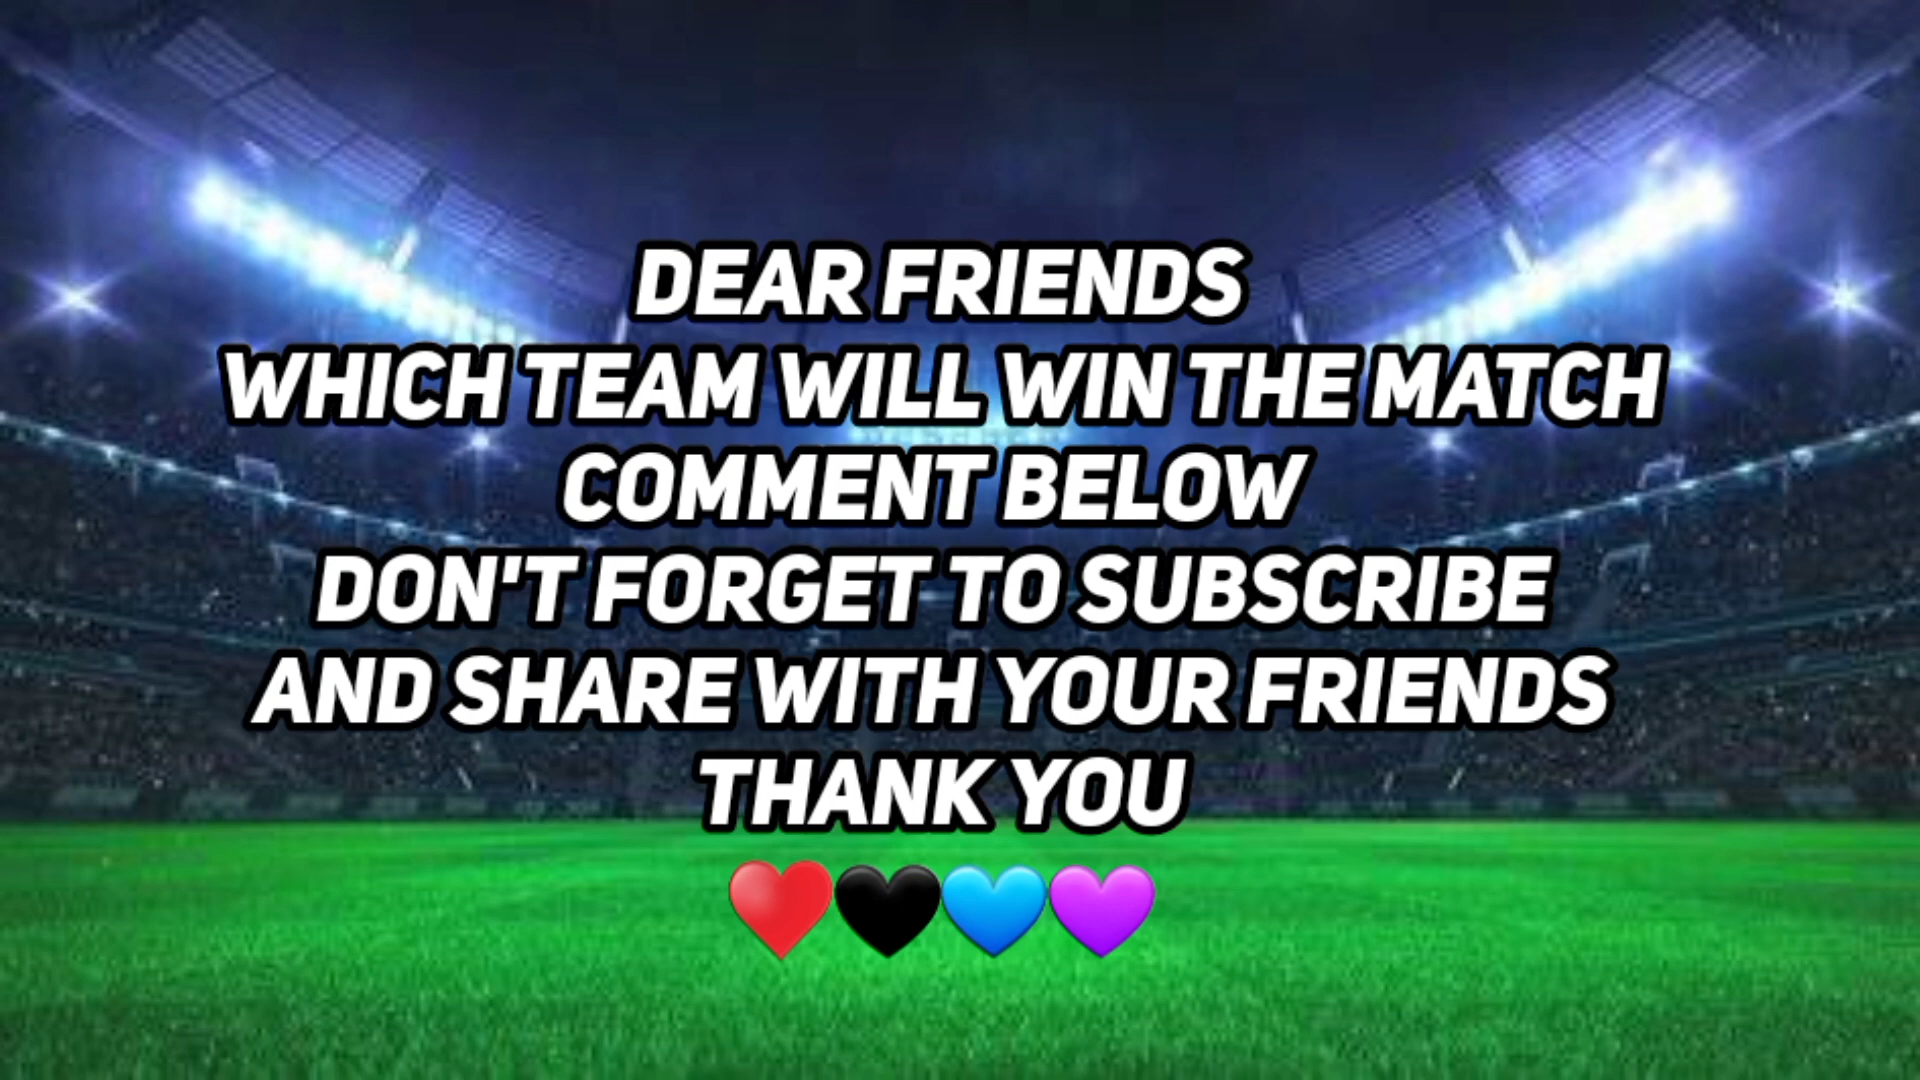 DEAR FRIENDS
WHICH TEAM WILL WIN THE MATCH
COMMENT BELOW
DON'T FORGET TO SUBSCRIBE
AND SHARE WITH YOUR FRIENDS
THANK YOU
❤️🖤💙💜